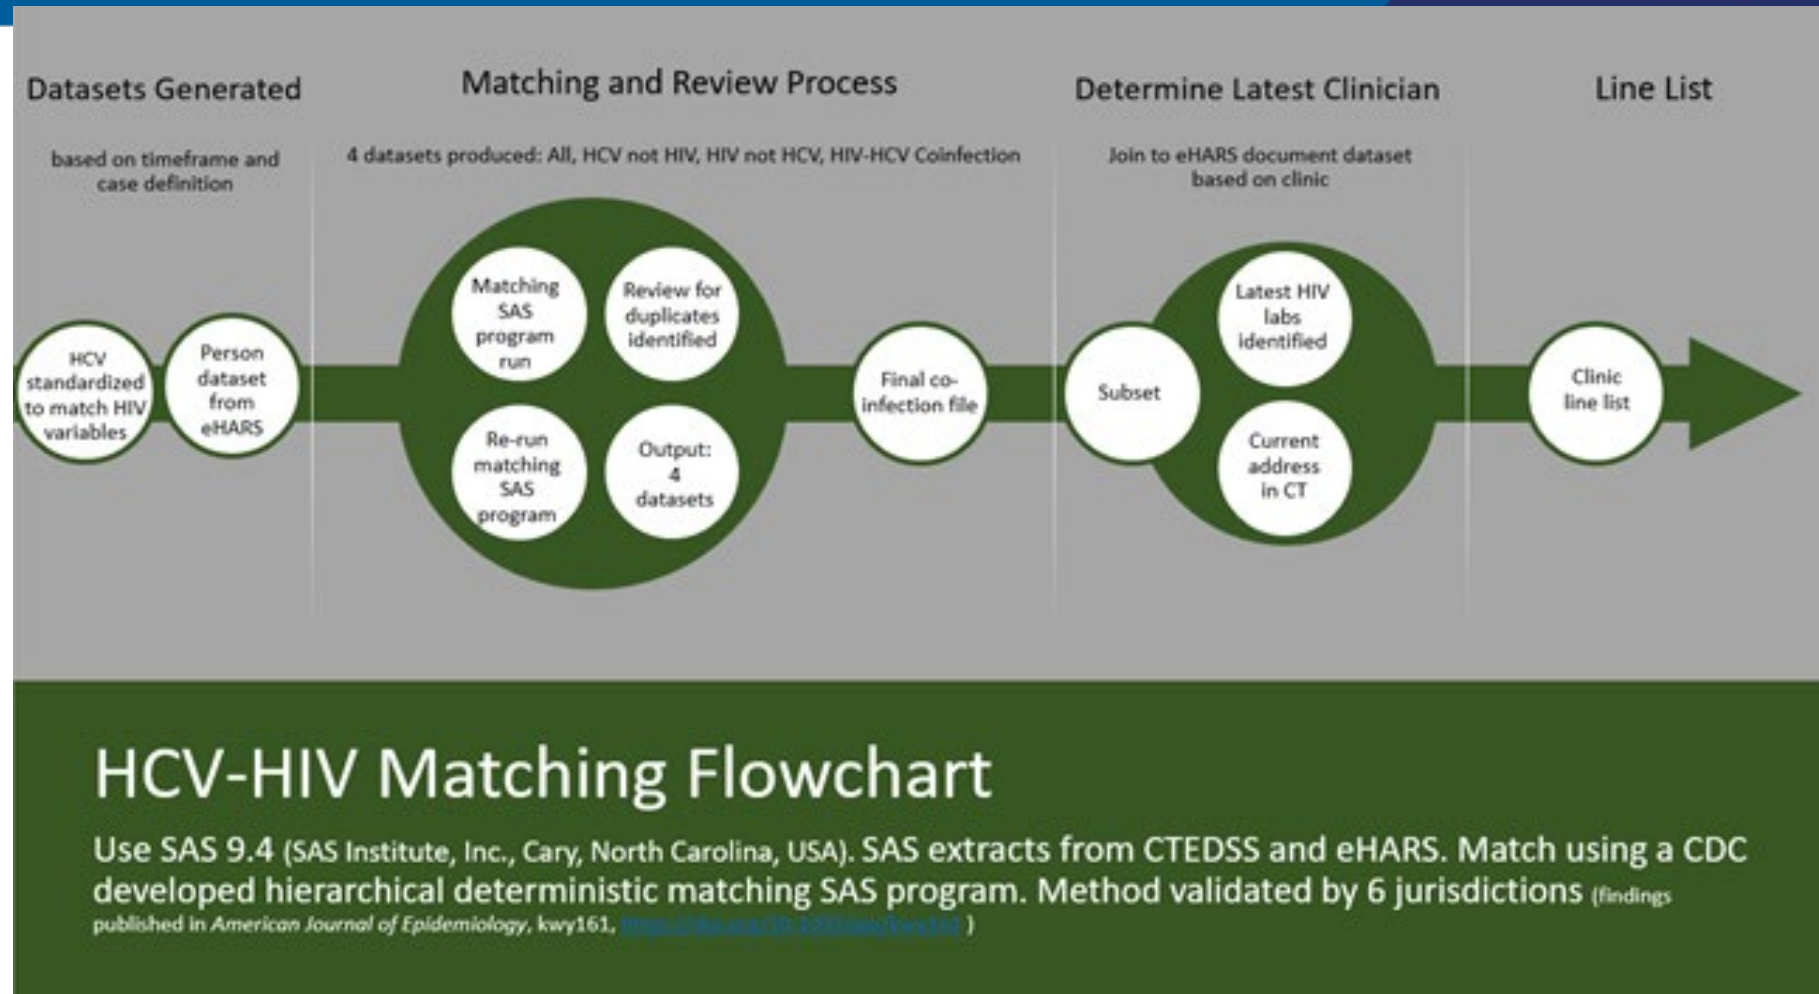 Datasets Generated
based on timeframe and
case definition
HCV
standardized
to match HIV
variables
Person
dataset
from
eHARS
Matching and Review Process
4 datasets produced: All, HCV not HIV, HIV not HCV, HIV-HCV Coinfection
Matching
SAS
program
run
Review for
duplicates
identified
Re-run
matching
SAS
program
Output:
4
datasets
Final co-
infection file
Determine Latest Clinician
Join to eHARS document dataset
based on clinic
Subset
Latest HIV
labs
identified
Current
address
in CT
Line List
Clinic
line list
HCV-HIV Matching Flowchart
Use SAS 9.4 (SAS Institute, Inc., Cary, North Carolina, USA). SAS extracts from CTEDSS and eHARS. Match using a CDC
developed hierarchical deterministic matching SAS program. Method validated by 6 jurisdictions (findings
published in American Journal of Epidemiology, kwy161, )